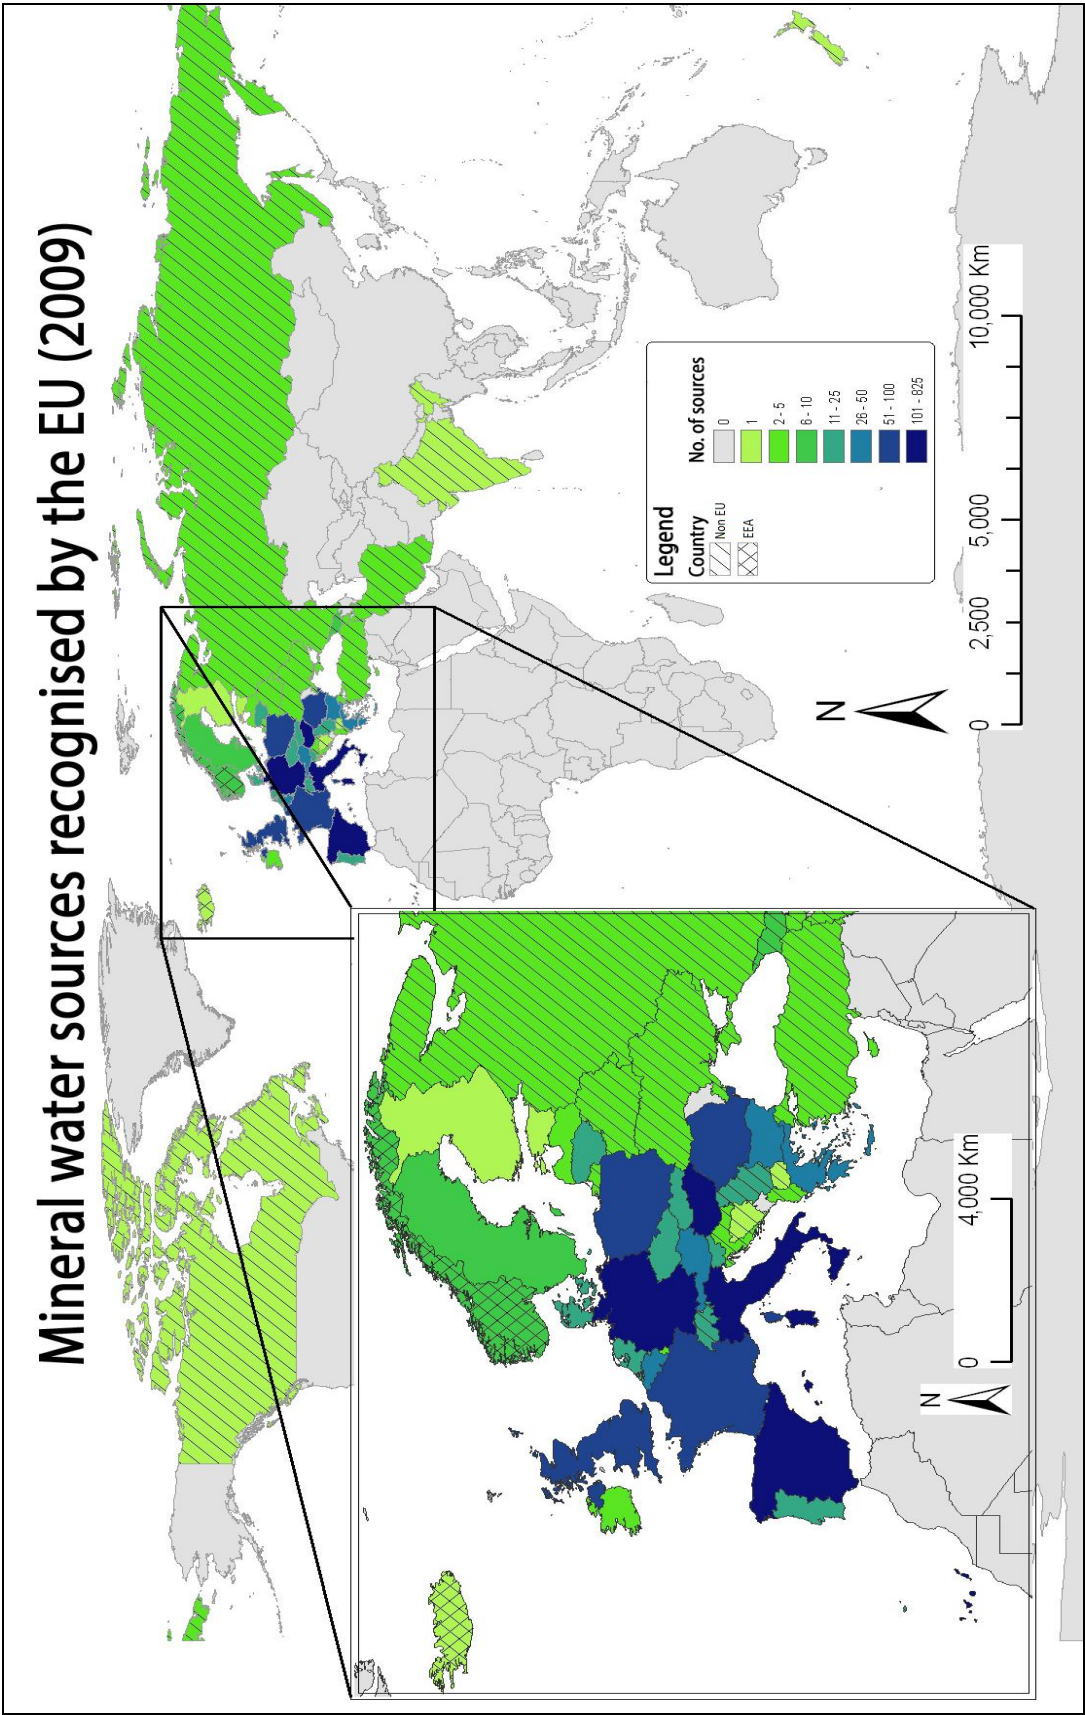 Mineral water sources recognised by the EU (2009)
Legend
Country
Non EU
EEA
No. of sources
0
1
2 - 5
6 - 10
11 - 25
26 - 50
51 - 100
101 - 825
N
0 2,500 5,000 10,000 Km
N
0 4,000 Km